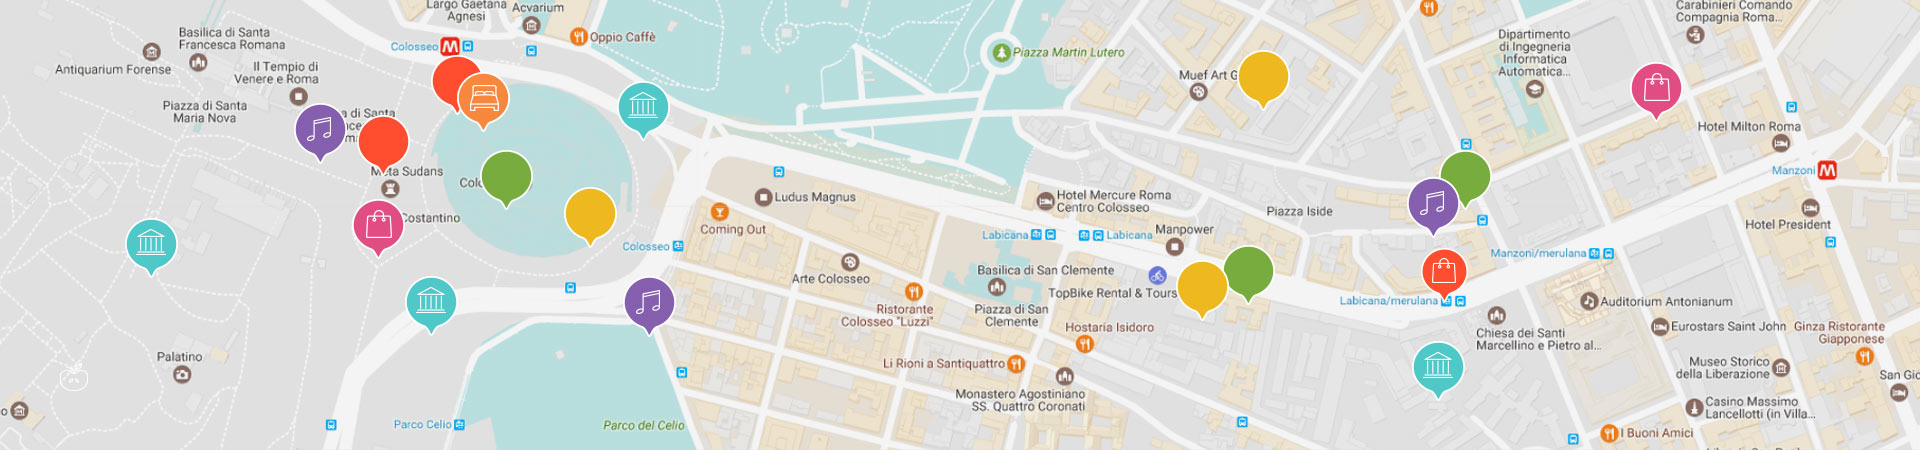 Largo Gaetana
Agnesi
Acvarium
Oppio Caffè
Basilica di Santa
Francesca Romana
Colosseo
M
Antiquarium Forense
Il Tempio di
Venere e Roma
Piazza di Santa
Maria Nova
a di Santa
Meta Sudans
Costantino
Colosseo
Palatino
Parco Celio
Parco del Celio
Piazza Martin Lutero
Ludus Magnus
Coming Out
Arte Colosseo
Ristorante
Colosseo "Luzzi"
Li Rioni a Santiquattro
Hotel Mercure Roma
Centro Colosseo
Labicana
Labicana
Manpower
Basilica di San Clemente
TopBike Rental & Tours
Piazza di San
Clemente
Hostaria Isidoro
Monastero Agostiniano
SS. Quattro Coronati
Muef Art G
Piazza Iside
Dipartimento
di Ingegneria
Informatica
Automatica...
Carabinieri Comando
Compagnia Roma...
Hotel Milton Roma
Manzoni
M
Hotel President
Manzoni/merulana
Labicana/merulana
Auditorium Antonianum
Eurostars Saint John
Chiesa dei Santi
Marcellino e Pietro al...
Ginza Ristorante
Giapponese
Museo Storico
della Liberazione
San Gio
Casino Massimo
Lancellotti (in Villa...
I Buoni Amici